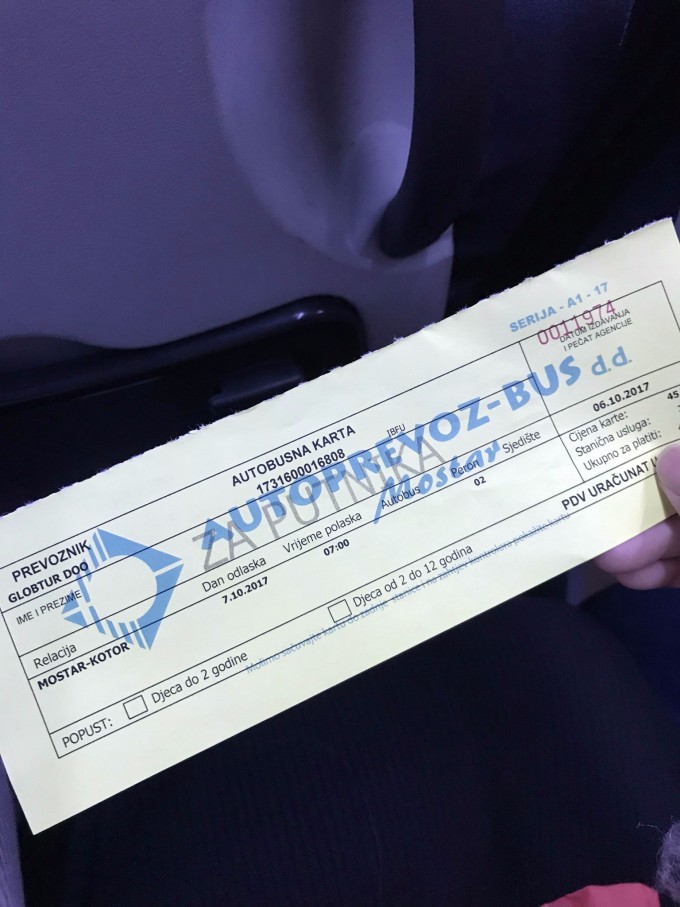 SERIJA - A1 - 17
0011974
DATUM IZDAVANJA
I PEČAT AGENCIJE
AUTOBUSNA KARTA
1731600016808
AUTOPREVOZ-BUS d.d.
Mostar
ZA PUTNIKA
PREVOZNIK
GLOBTUR DOO
IME I PREZIME
06.10.2017
Cijena karte: 45
Stanična usluga:
Ukupno za platiti:
PDV URAČUNAT U
Relacija
MOSTAR-KOTOR
Dan odlaska
7.10.2017
Vrijeme polaska
07:00
Autobus
Peron
02
Sjedište
POPUST:
Djeca do 2 godine
Djeca od 2 do 12 godina